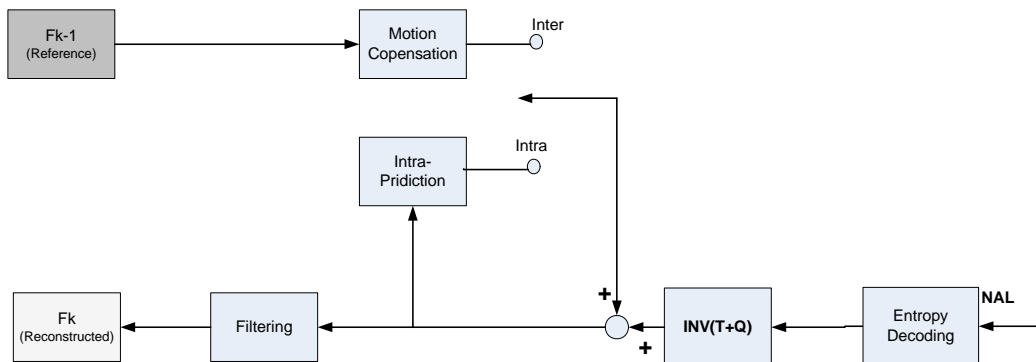 Fk-1
(Reference)
Motion
Copensation
Inter
Intra-
Pridiction
Intra
Fk
(Reconstructed)
Filtering
+
+
INV(T+Q)
Entropy
Decoding
NAL